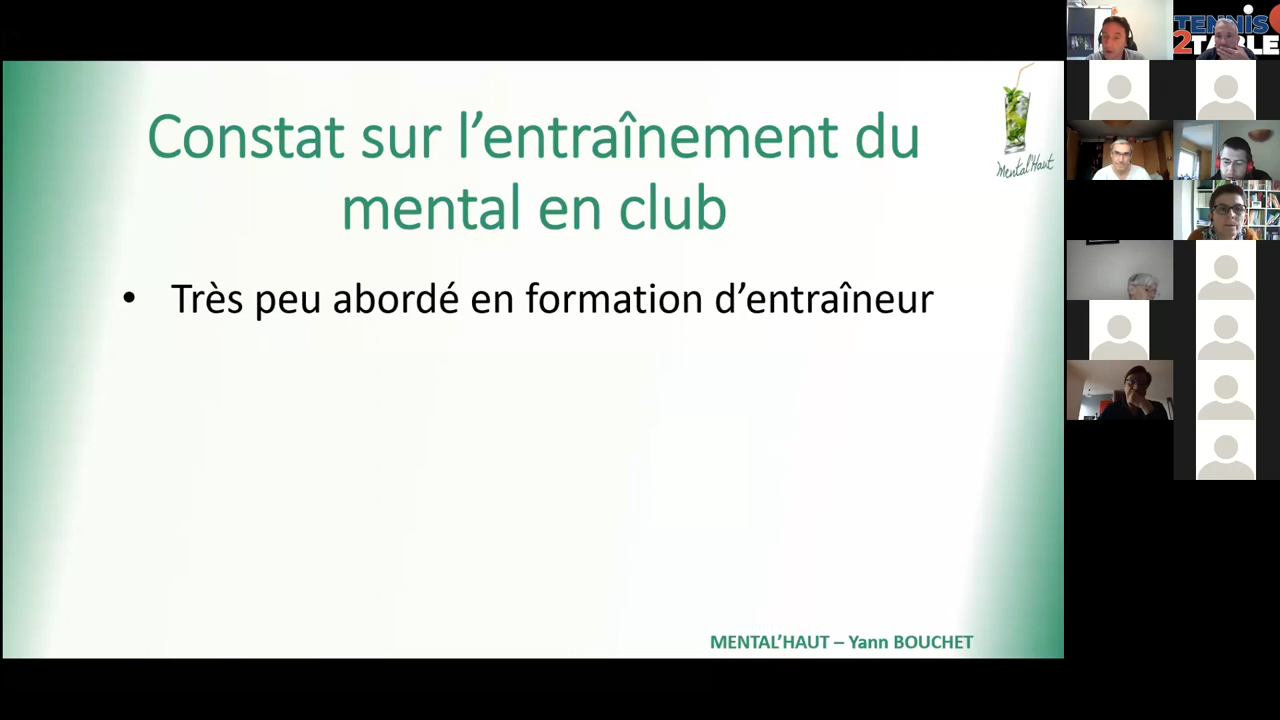 Constat sur l’entraînement du
mental en club
Mental'Haut
• Très peu abordé en formation d’entraîneur
MENTAL’HAUT – Yann BOUCHET
TENNIS
2TABLE